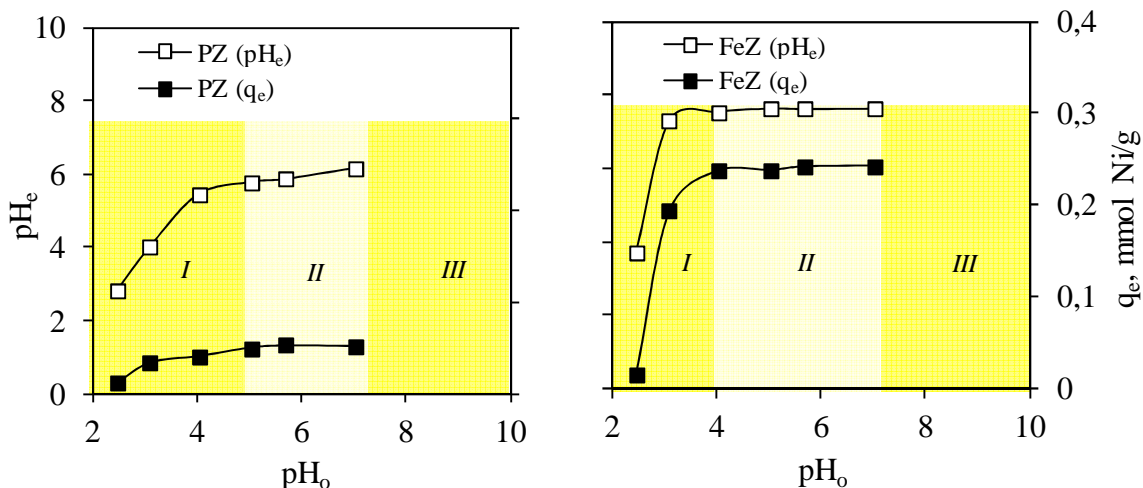 10
8
6
4
2
0
pHe
PZ (pHe)
PZ (qe)
I
II
III
2
4
6
8
10
pHo
FeZ (pHe)
FeZ (qe)
I
II
III
2
4
6
8
10
pHo
0,4
0,3
0,2
0,1
0
qe, mmol Ni/g